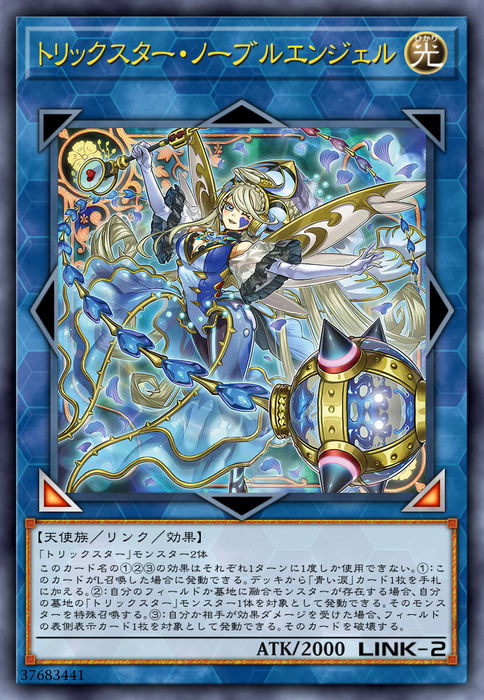 トリックスター・ノーブルエンジェル
ひかり
光
【天使族／リンク／効果】
「トリックスター」モンスター2体
このカード名の①②③の効果はそれぞれ1ターンに1度しか使用できない。①：こ
のカードがL召喚した場合に発動できる。デッキから「青い涙」カード1枚を手札
に加える。②：自分のフィールドか墓地に融合モンスターが存在する場合、自分
の墓地の「トリックスター」モンスター1体を対象として発動できる。そのモンスタ
ーを特殊召喚する。③：自分か相手が効果ダメージを受けた場合、フィールド
の表側表示カード1枚を対象として発動できる。そのカードを破壊する。
ATK/2000 LINK-2
37683441